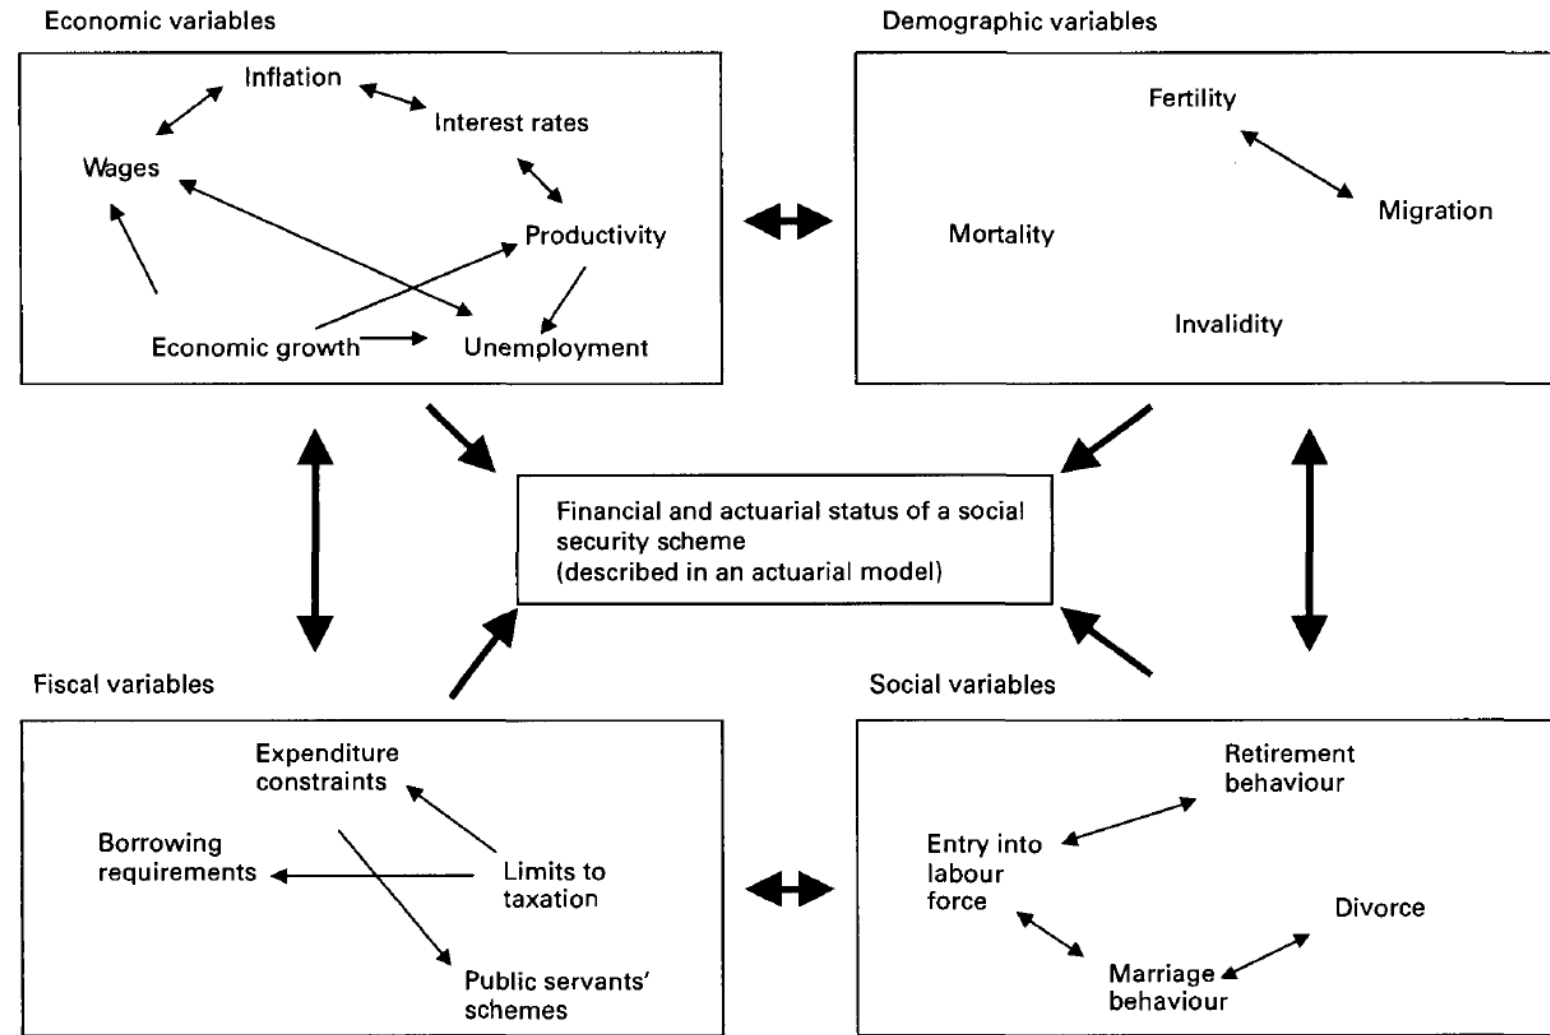 Economic variables
Inflation
Interest rates
Wages
Productivity
Economic growth
Unemployment
Demographic variables
Fertility
Migration
Mortality
Invalidity
Financial and actuarial status of a social
security scheme
(described in an actuarial model)
Fiscal variables
Expenditure
constraints
Borrowing
requirements
Limits to
taxation
Public servants'
schemes
Social variables
Retirement
behaviour
Entry into
labour
force
Divorce
Marriage
behaviour